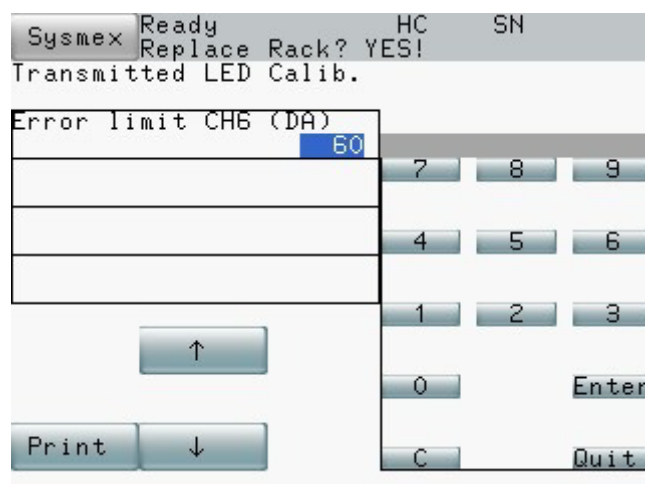 Sysmex Ready HC SN
Replace Rack? YES!
Transmitted LED Calib.
Error limit CH6 (DA)
60
7 8 9
4 5 6
1 2 3
↑
0 Enter
Print ↓ C Quit